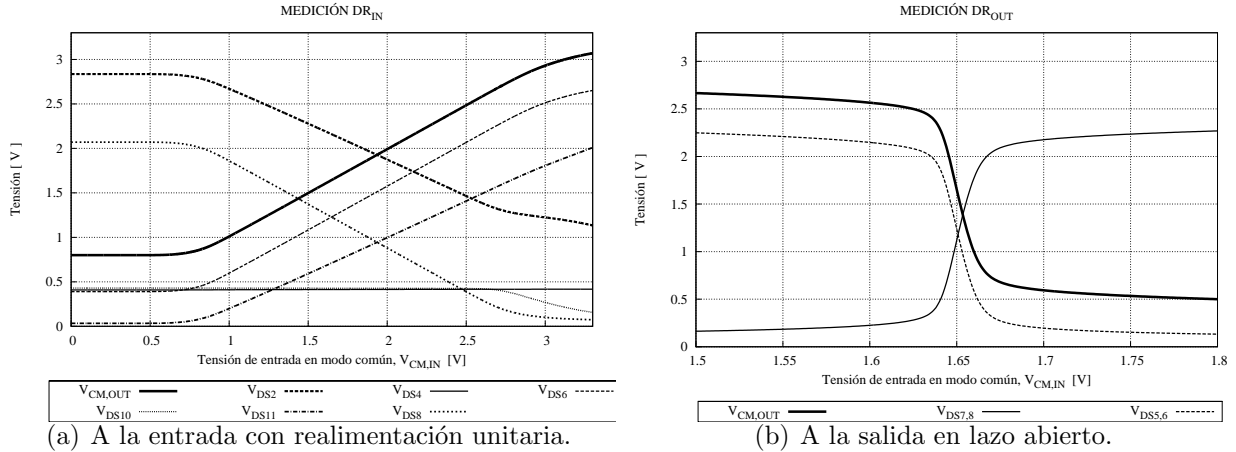 MEDICIÓN DR_IN
Tensión [ V ]
3
2.5
2
1.5
1
0.5
0
0 0.5 1 1.5 2 2.5 3
Tensión de entrada en modo común, V_CM,IN [V]
V_CM,OUT V_DS2 V_DS4 V_DS6
V_DS10 V_DS11 V_DS8
(a) A la entrada con realimentación unitaria.
MEDICIÓN DR_OUT
Tensión [ V ]
3
2.5
2
1.5
1
0.5
0
1.5 1.55 1.6 1.65 1.7 1.75 1.8
Tensión de entrada en modo común, V_CM,IN [V]
V_CM,OUT V_DS7,8 V_DS5,6
(b) A la salida en lazo abierto.